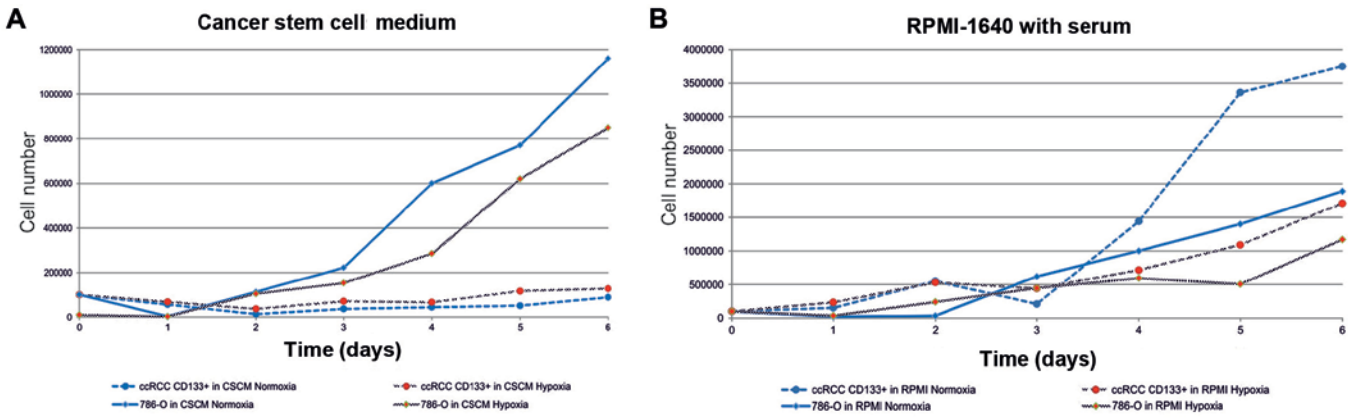 A
Cancer stem cell medium
1200000
1000000
800000
600000
400000
200000
0
Cell number
0 1 2 3 4 5 6
Time (days)
ccRCC CD133+ in CSCM Normoxia
ccRCC CD133+ in CSCM Hypoxia
786-O in CSCM Normoxia
786-O in CSCM Hypoxia
B
RPMI-1640 with serum
4000000
3500000
3000000
2500000
2000000
1500000
1000000
500000
0
Cell number
0 1 2 3 4 5 6
Time (days)
ccRCC CD133+ in RPMI Normoxia
ccRCC CD133+ in RPMI Hypoxia
786-O in RPMI Normoxia
786-O in RPMI Hypoxia